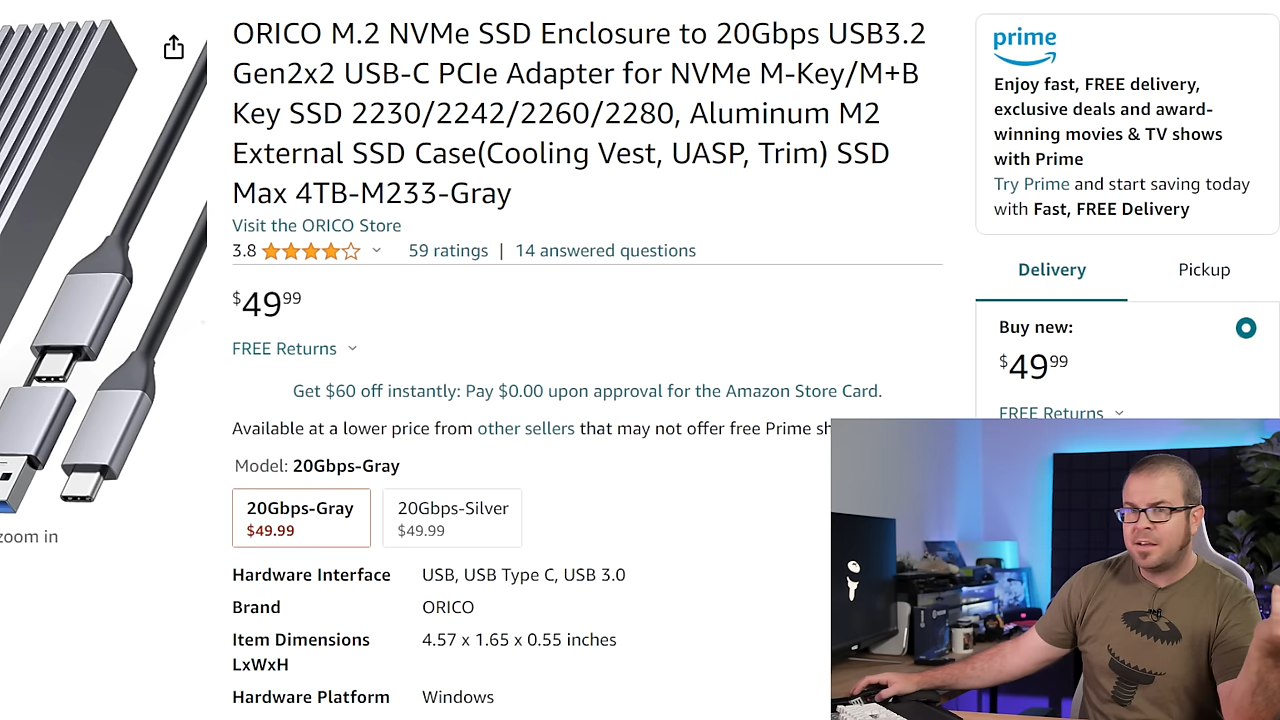 ORICO M.2 NVMe SSD Enclosure to 20Gbps USB3.2
Gen2x2 USB-C PCIe Adapter for NVMe M-Key/M+B
Key SSD 2230/2242/2260/2280, Aluminum M2
External SSD Case(Cooling Vest, UASP, Trim) SSD
Max 4TB-M233-Gray
Visit the ORICO Store
3.8 59 ratings | 14 answered questions
$49 99
FREE Returns
Get $60 off instantly: Pay $0.00 upon approval for the Amazon Store Card.
Available at a lower price from other sellers that may not offer free Prime sh
Model: 20Gbps-Gray
20Gbps-Gray
$49.99
20Gbps-Silver
$49.99
Hardware Interface USB, USB Type C, USB 3.0
Brand ORICO
Item Dimensions 4.57 x 1.65 x 0.55 inches
LxWxH
Hardware Platform Windows
zoom in
prime
Enjoy fast, FREE delivery,
exclusive deals and award-
winning movies & TV shows
with Prime
Try Prime and start saving today
with Fast, FREE Delivery
Delivery
Pickup
Buy new:
$49 99
FREE Returns